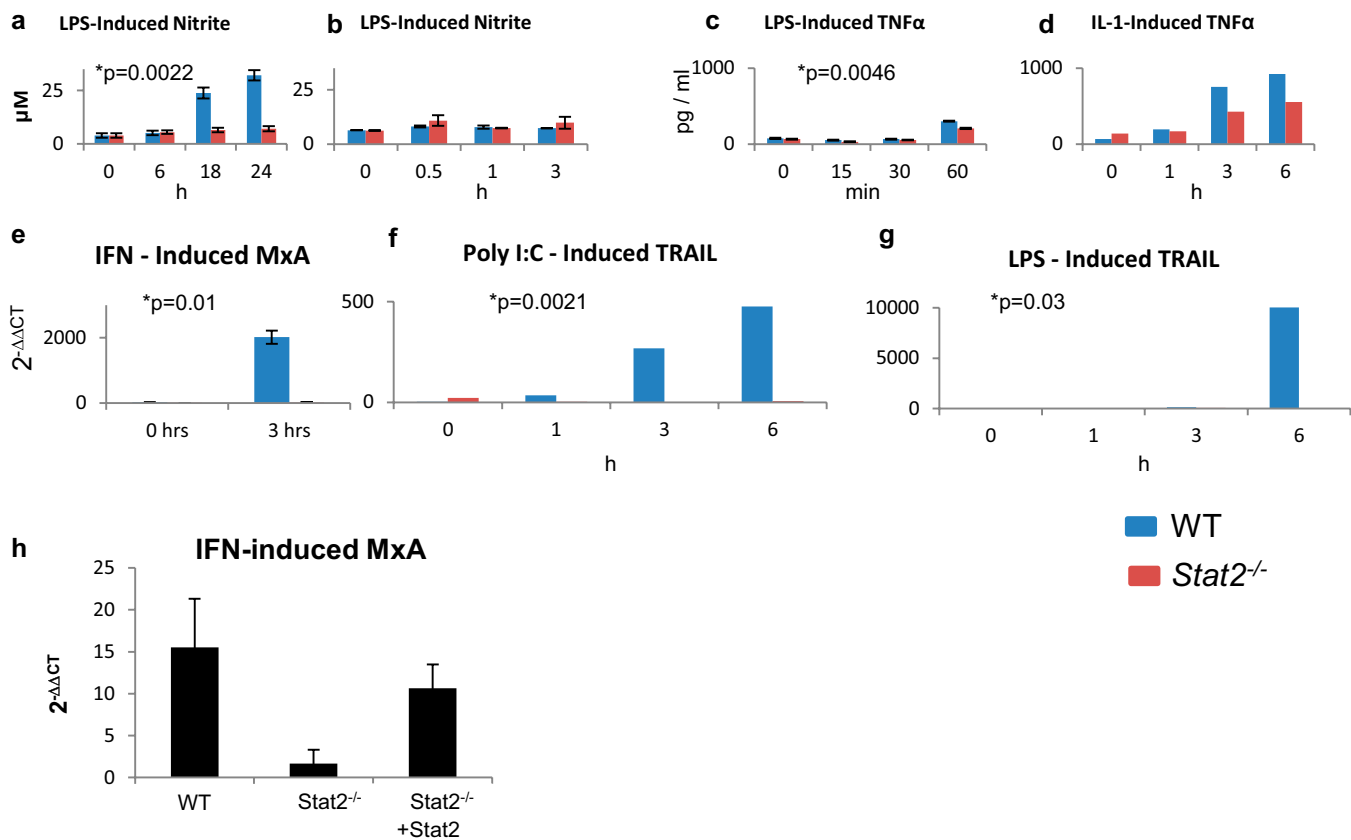 a
LPS-Induced Nitrite
*p=0.0022
25
0
µM
0 6 18 24
h
b
LPS-Induced Nitrite
25
0
0 0.5 1 3
h
c
LPS-Induced TNFα
*p=0.0046
1000
0
pg / ml
0 15 30 60
min
d
IL-1-Induced TNFα
1000
0
0 1 3 6
h
e
IFN - Induced MxA
*p=0.01
2000
0
2-ΔΔCT
0 hrs 3 hrs
f
Poly I:C - Induced TRAIL
*p=0.0021
500
0
0 1 3 6
h
g
LPS - Induced TRAIL
*p=0.03
10000
5000
0
0 1 3 6
h
WT
Stat2-/-
h
IFN-induced MxA
25
20
15
10
5
0
2-ΔΔCT
WT Stat2-/- Stat2-/-
+Stat2